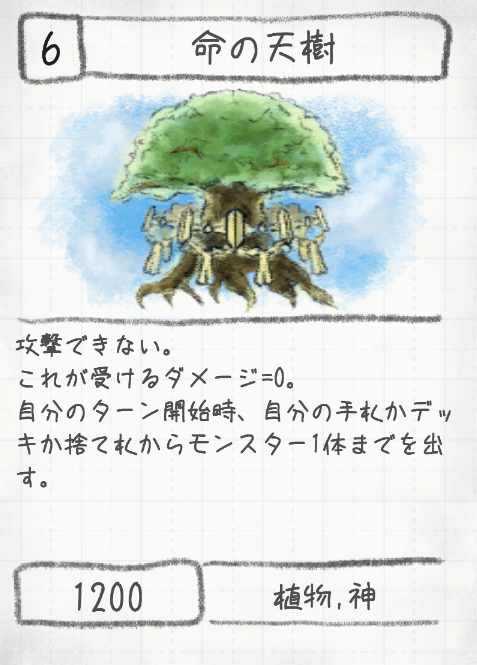 6
命の天樹
攻撃できない。
これが受けるダメージ=0。
自分のターン開始時、自分の手札かデッ
キか捨て札からモンスター1体までを出
す。
1200
植物,神